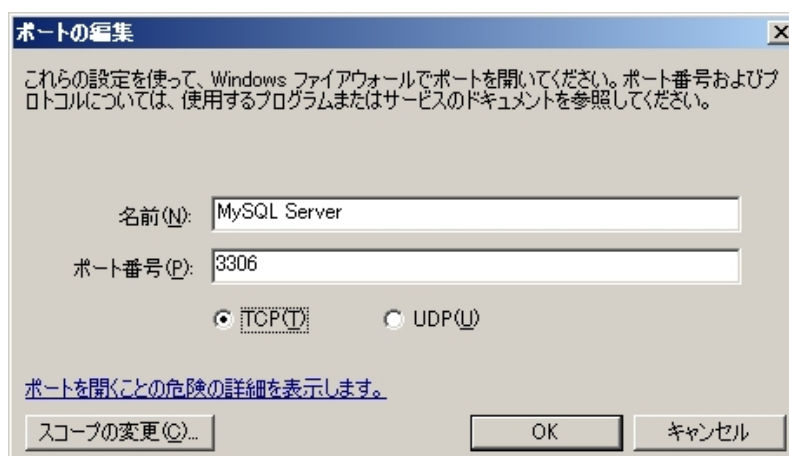 ポートの編集
これらの設定を使って、Windows ファイアウォールでポートを開いてください。ポート番号およびプ
ロトコルについては、使用するプログラムまたはサービスのドキュメントを参照してください。
名前(N): MySQL Server
ポート番号(P): 3306
TCP(T) UDP(U)
ポートを開くことの危険の詳細を表示します。
スコープの変更(C)... OK キャンセル